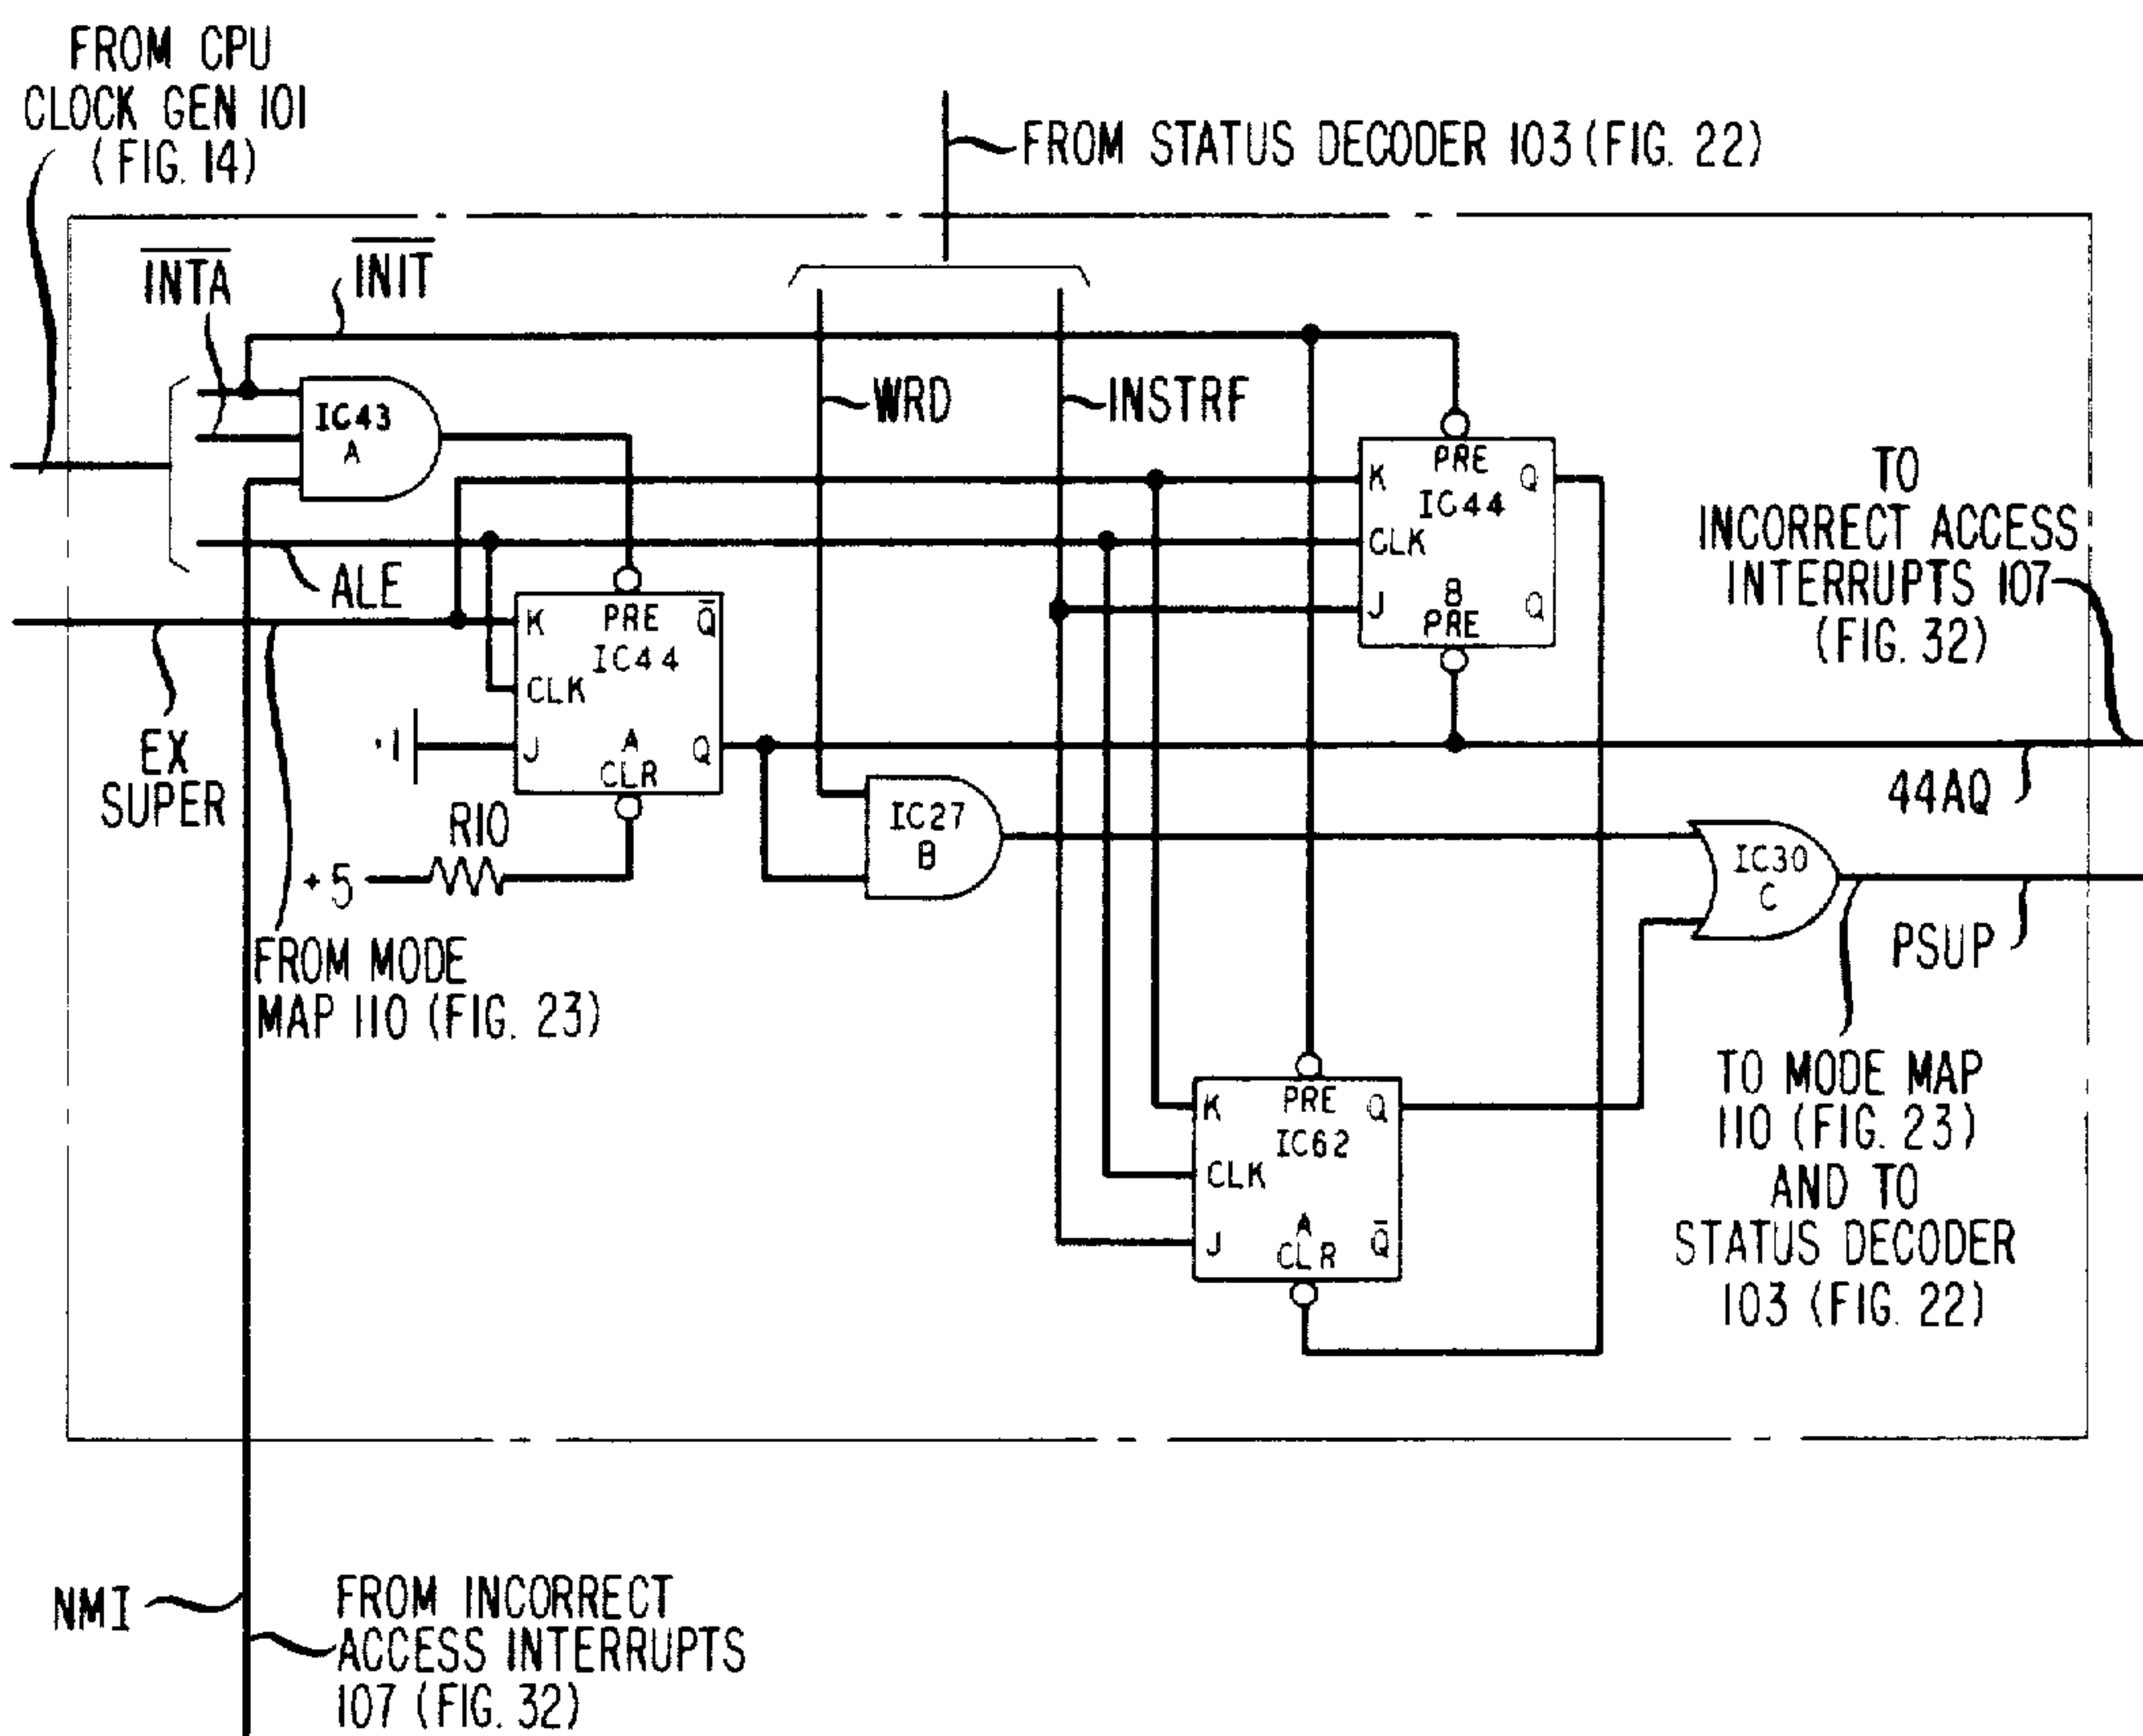 FROM CPU
CLOCK GEN 101
(FIG. 14)
FROM STATUS DECODER 103 (FIG. 22)
INTA
INIT
IC43
A
WRD
INSTRF
ALE
EX
SUPER
K
PRE
Q̅
IC44
CLK
J
A
CLR
Q
R10
+5
FROM MODE
MAP 110 (FIG. 23)
K
PRE
Q
IC44
CLK
J
8
PRE
Q
TO
INCORRECT ACCESS
INTERRUPTS 107
(FIG. 32)
44AQ
IC27
B
IC30
C
PSUP
K
PRE
Q
IC62
CLK
J
A
CLR
Q̅
TO MODE MAP
110 (FIG. 23)
AND TO
STATUS DECODER
103 (FIG. 22)
NMI
FROM INCORRECT
ACCESS INTERRUPTS
107 (FIG. 32)